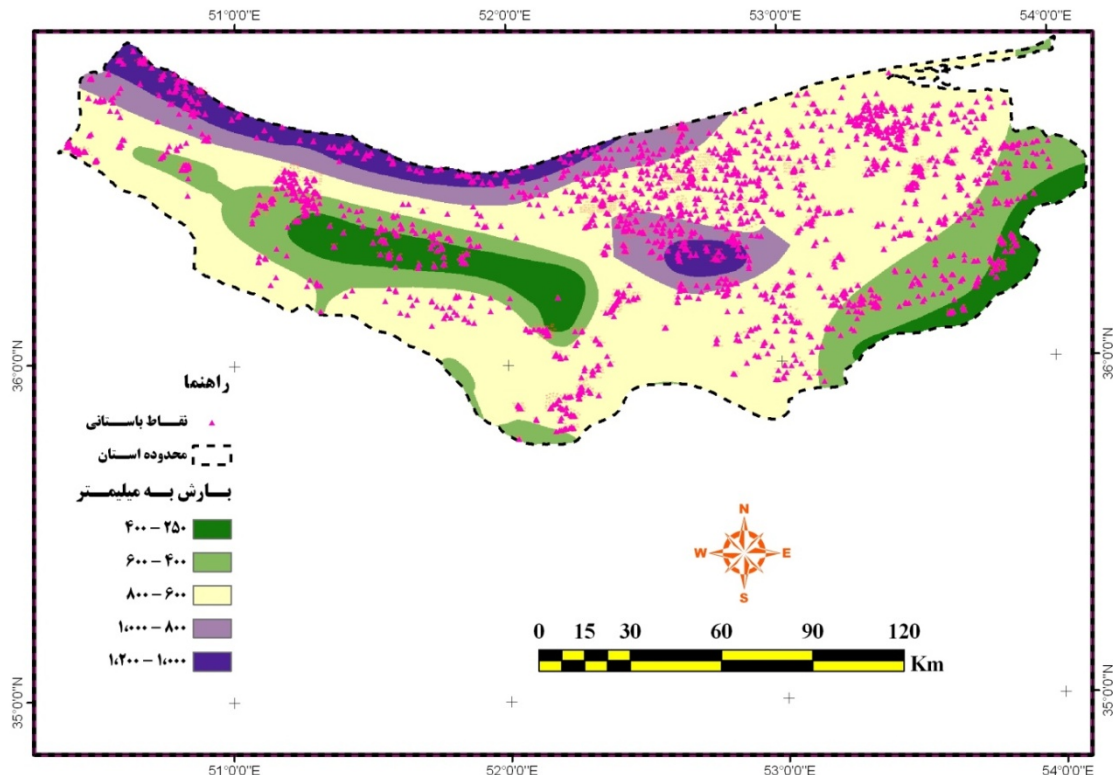 51°0'0"E 52°0'0"E 53°0'0"E 54°0'0"E
36°0'0"N
36°0'0"N
راهنما
نقاط باستانی
محدوده استان
بارش به میلیمتر
۴۰۰ – ۲۵۰
۶۰۰ – ۴۰۰
۸۰۰ – ۶۰۰
۱،۰۰۰ – ۸۰۰
۱،۲۰۰ – ۱،۰۰۰
N
W E
S
0 15 30 60 90 120
Km
35°0'0"N
35°0'0"N
51°0'0"E 52°0'0"E 53°0'0"E 54°0'0"E